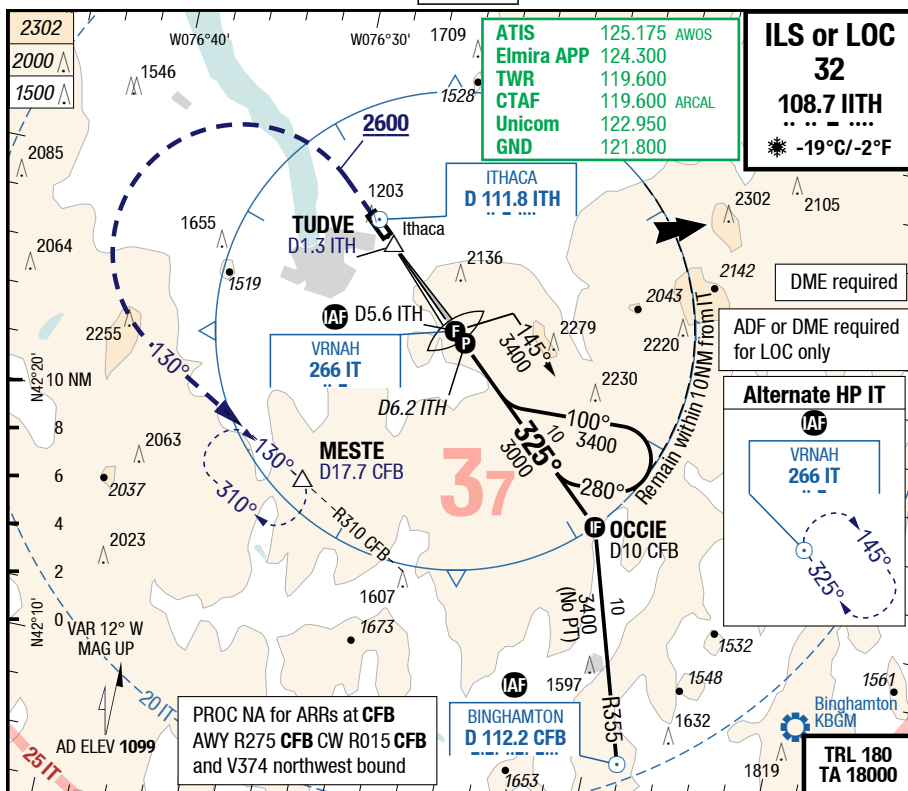 2302
2000
1500
W076°40'
W076°30'
1709
1546
1528
ATIS 125.175 AWOS
Elmira APP 124.300
TWR 119.600
CTAF 119.600 ARCAL
Unicom 122.950
GND 121.800
ILS or LOC
32
108.7 IITH
-19°C/-2°F
2600
2085
ITHACA
D 111.8 ITH
1203
2302
2105
TUDVE
D1.3 ITH
Ithaca
1655
2064
1519
2136
2142
DME required
2043
IAF
D5.6 ITH
F
P
2255
VRNAH
266 IT
145°
3400
2279
2220
ADF or DME required
for LOC only
N42°20'
10 NM
130°
D6.2 ITH
2230
Remain within 10NM from IT
Alternate HP IT
IAF
VRNAH
266 IT
145°
325°
8
6
4
2
0
2063
2037
2023
130°
310°
MESTE
D17.7 CFB
R310 CFB
37
325°
10
3000
100°
3400
280°
IF
OCCIE
D10 CFB
N42°10'
1607
1673
10
3400
(No PT)
R355
1532
VAR 12° W
MAG UP
20 IT
AD ELEV 1099
25 IT
PROC NA for ARRs at CFB
AWY R275 CFB CW R015 CFB
and V374 northwest bound
IAF
1597
BINGHAMTON
D 112.2 CFB
1653
1548
1632
1561
Binghamton
KBGM
1819
TRL 180
TA 18000